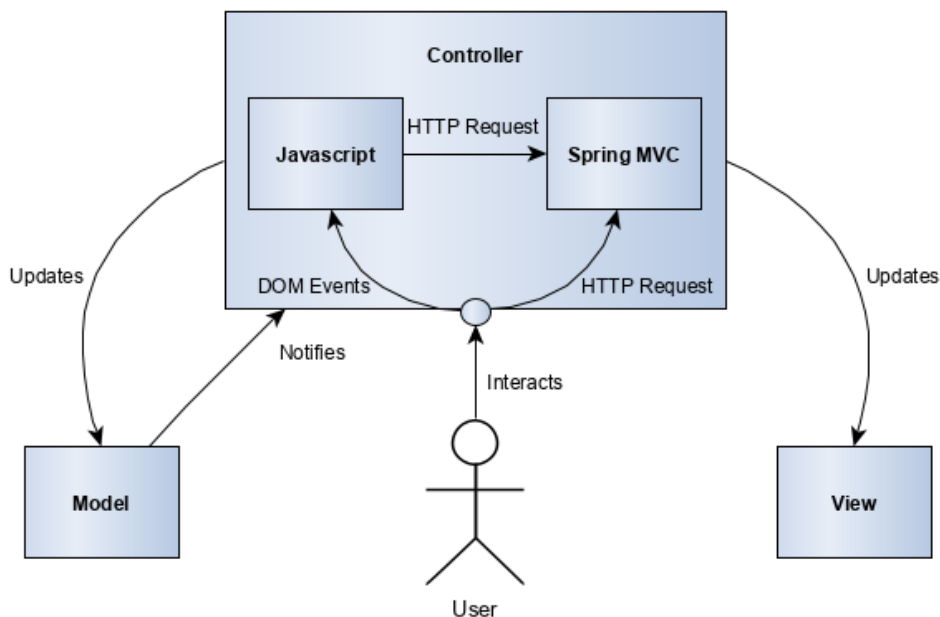 Controller
HTTP Request
Javascript
Spring MVC
Updates
DOM Events
HTTP Request
Updates
Notifies
Interacts
Model
View
User